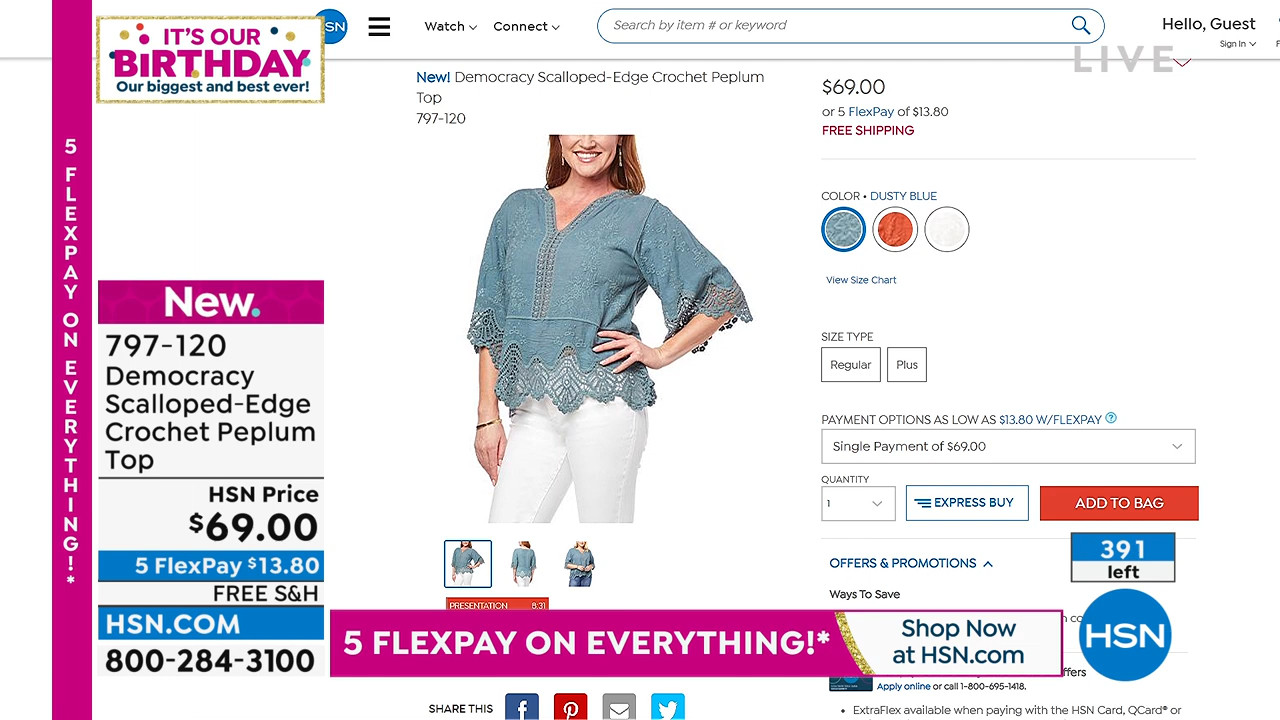 5 FLEXPAY ON EVERYTHING!*
IT'S OUR
BiRTHDAY
Our biggest and best ever!
SN
Watch
Connect
Search by item # or keyword
Hello, Guest
Sign In
LIVE
New! Democracy Scalloped-Edge Crochet Peplum
Top
797-120
$69.00
or 5 FlexPay of $13.80
FREE SHIPPING
COLOR • DUSTY BLUE
View Size Chart
SIZE TYPE
Regular
Plus
PAYMENT OPTIONS AS LOW AS $13.80 W/FLEXPAY ?
Single Payment of $69.00
QUANTITY
1
EXPRESS BUY
ADD TO BAG
OFFERS & PROMOTIONS
391
left
Ways To Save
New.
797-120
Democracy
Scalloped-Edge
Crochet Peplum
Top
HSN Price
$69.00
5 FlexPay $13.80
FREE S&H
HSN.COM
800-284-3100
PRESENTATION 8:31
5 FLEXPAY ON EVERYTHING!*
Shop Now
at HSN.com
HSN
Apply online or call 1-800-695-1418.
SHARE THIS
• ExtraFlex available when paying with the HSN Card, QCard® or